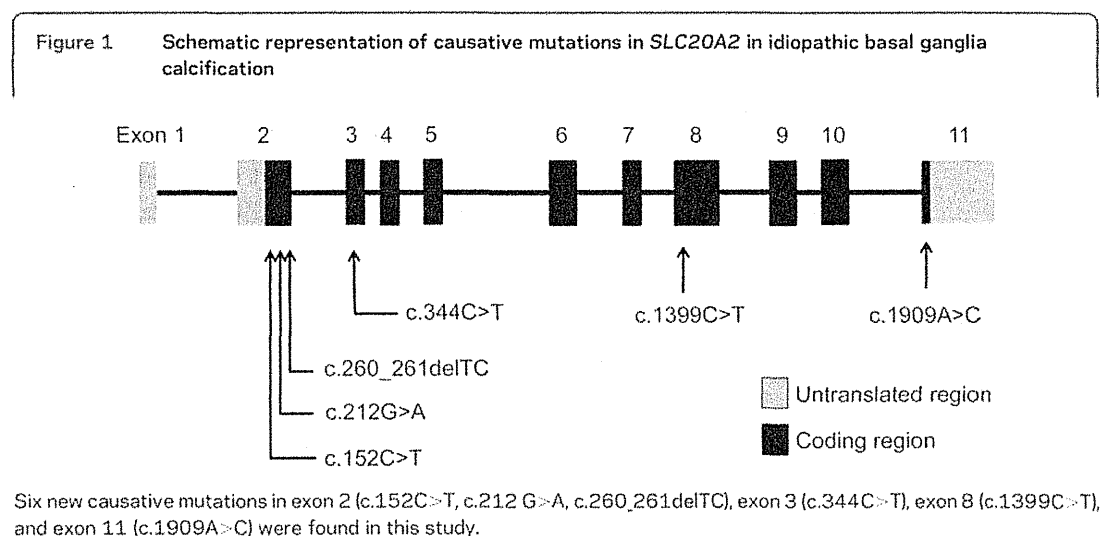 Figure 1 Schematic representation of causative mutations in SLC20A2 in idiopathic basal ganglia
calcification
Exon 1 2 3 4 5 6 7 8 9 10 11
c.344C>T
c.1399C>T
c.1909A>C
c.260_261delTC
c.212G>A
c.152C>T
Untranslated region
Coding region
Six new causative mutations in exon 2 (c.152C>T, c.212 G>A, c.260_261delTC), exon 3 (c.344C>T), exon 8 (c.1399C>T),
and exon 11 (c.1909A>C) were found in this study.